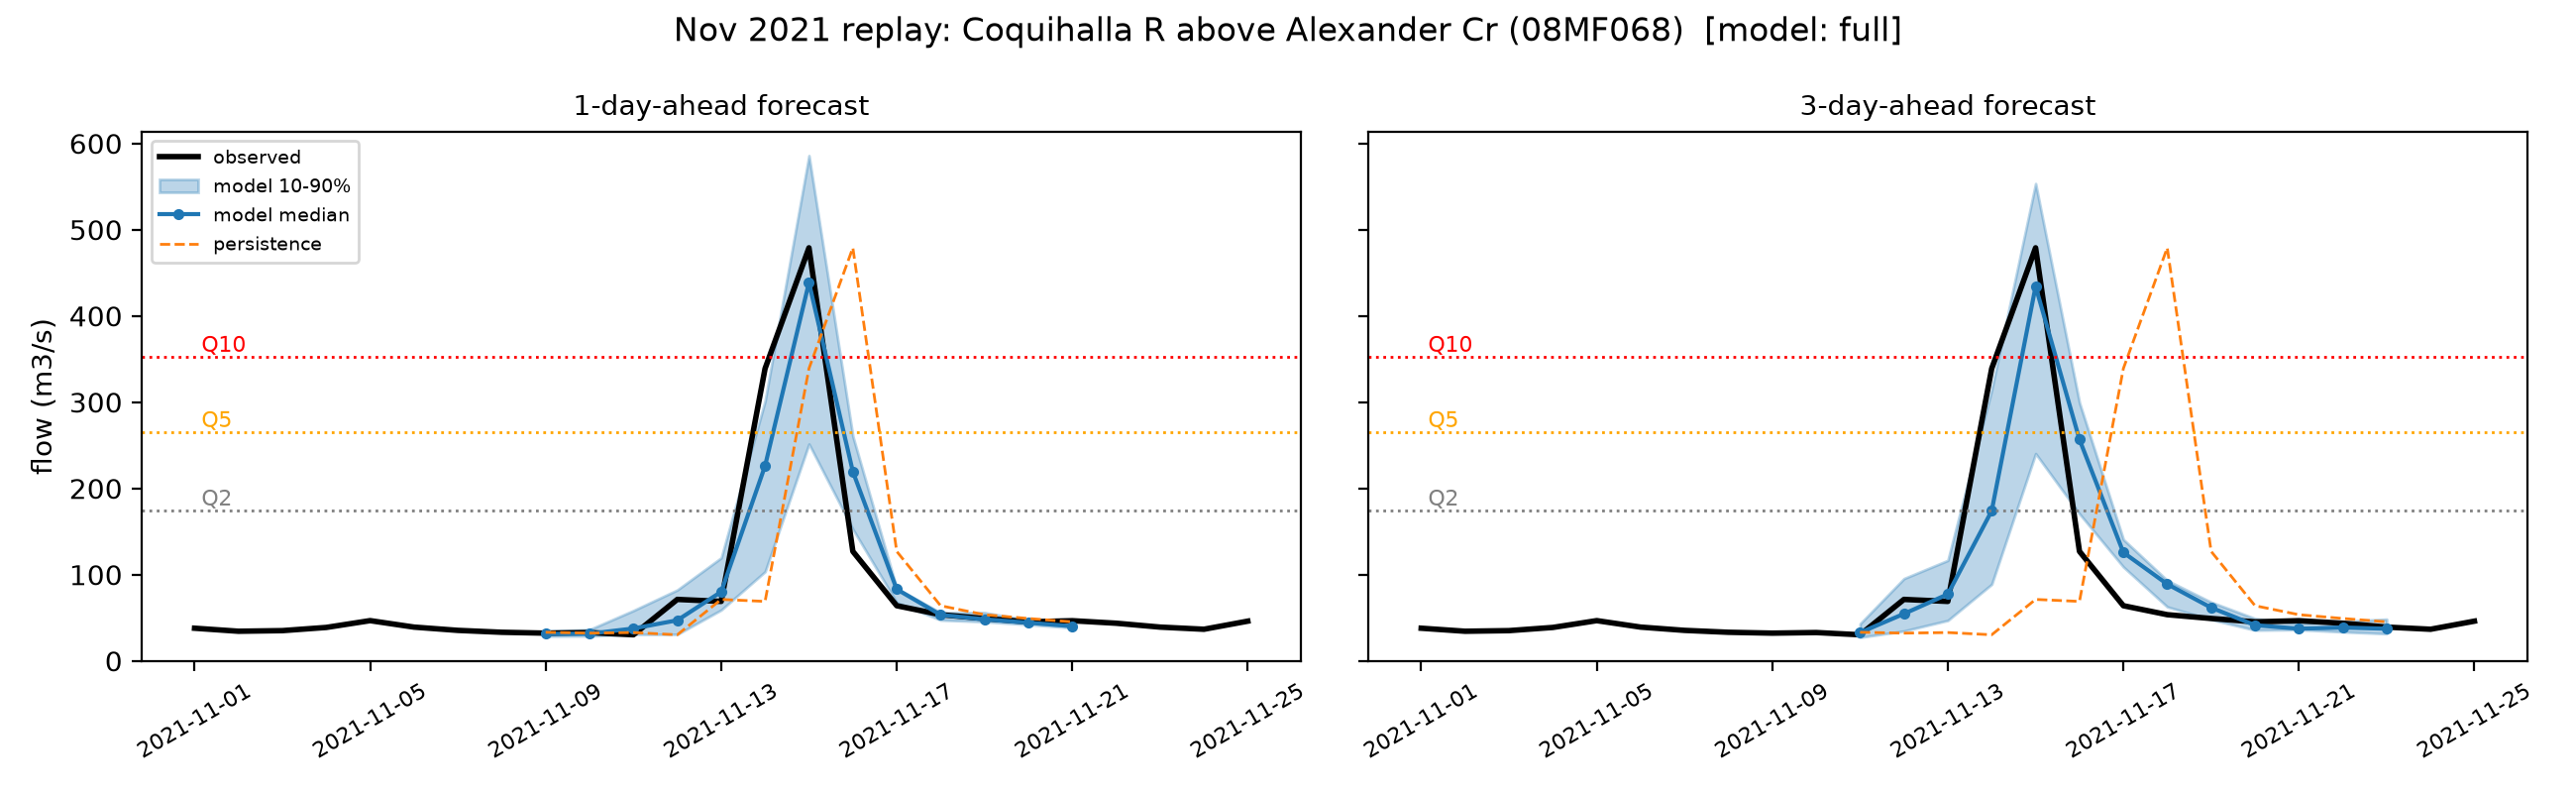 Nov 2021 replay: Coquihalla R above Alexander Cr (08MF068)  [model: full]
1-day-ahead forecast
600
500
400
300
200
100
0
flow (m3/s)
observed
model 10-90%
model median
persistence
Q10
Q5
Q2
2021-11-01
2021-11-05
2021-11-09
2021-11-13
2021-11-17
2021-11-21
2021-11-25
3-day-ahead forecast
Q10
Q5
Q2
2021-11-01
2021-11-05
2021-11-09
2021-11-13
2021-11-17
2021-11-21
2021-11-25